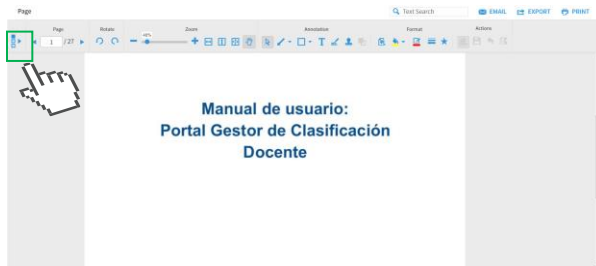 Page
Text Search
EMAIL
EXPORT
PRINT
Page
Rotate
Zoom
Annotation
Format
Actions
1 / 27
48%
T
Manual de usuario:
Portal Gestor de Clasificación
Docente